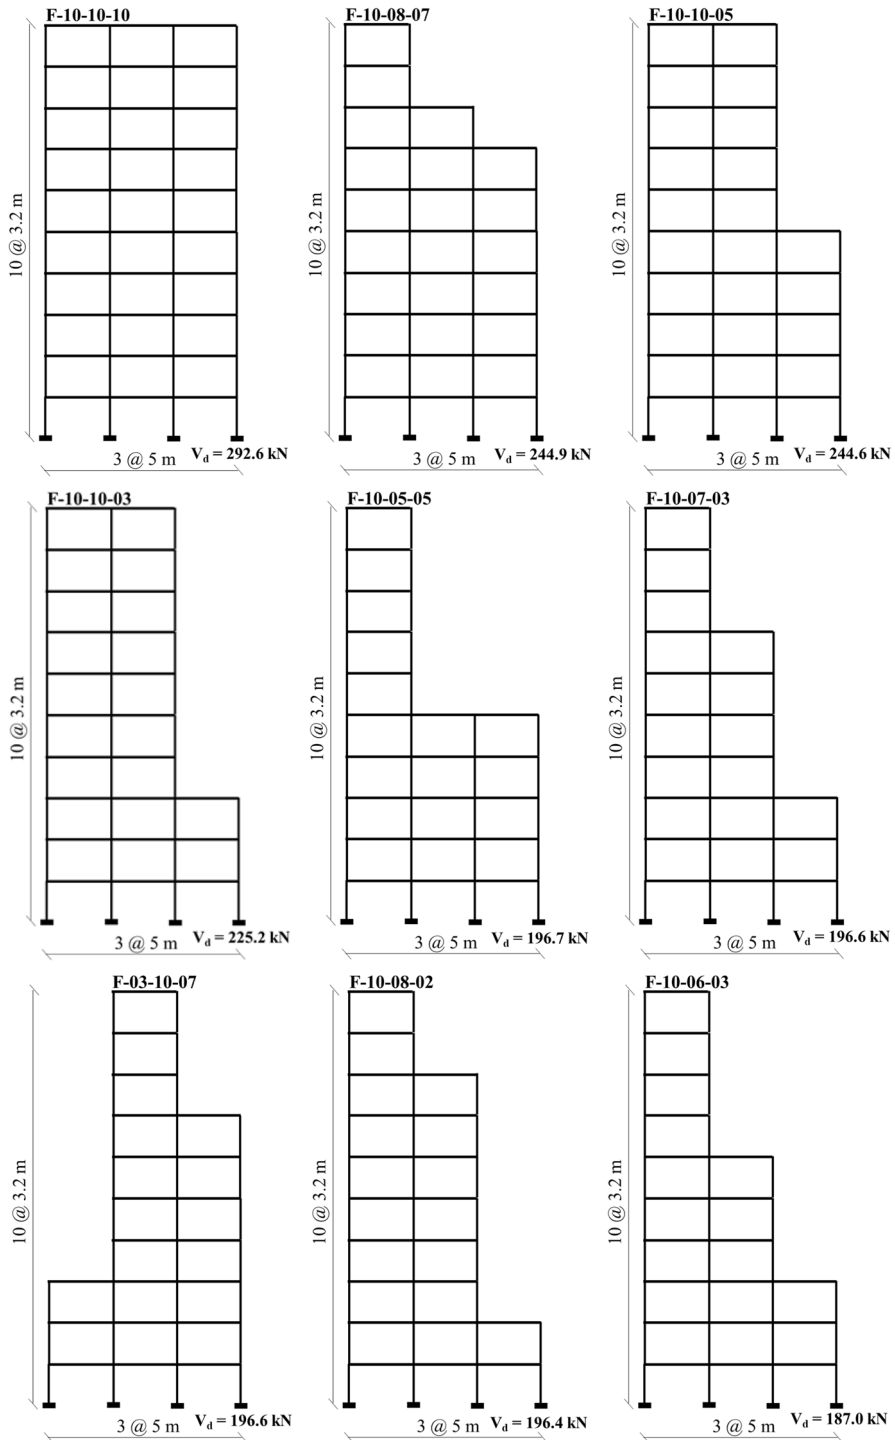 F-10-10-10
F-10-08-07
F-10-10-05
10 @ 3.2 m
10 @ 3.2 m
10 @ 3.2 m
3 @ 5 m
V_d = 292.6 kN
3 @ 5 m
V_d = 244.9 kN
3 @ 5 m
V_d = 244.6 kN
F-10-10-03
F-10-05-05
F-10-07-03
10 @ 3.2 m
10 @ 3.2 m
10 @ 3.2 m
3 @ 5 m
V_d = 225.2 kN
3 @ 5 m
V_d = 196.7 kN
3 @ 5 m
V_d = 196.6 kN
F-03-10-07
F-10-08-02
F-10-06-03
10 @ 3.2 m
10 @ 3.2 m
10 @ 3.2 m
3 @ 5 m
V_d = 196.6 kN
3 @ 5 m
V_d = 196.4 kN
3 @ 5 m
V_d = 187.0 kN